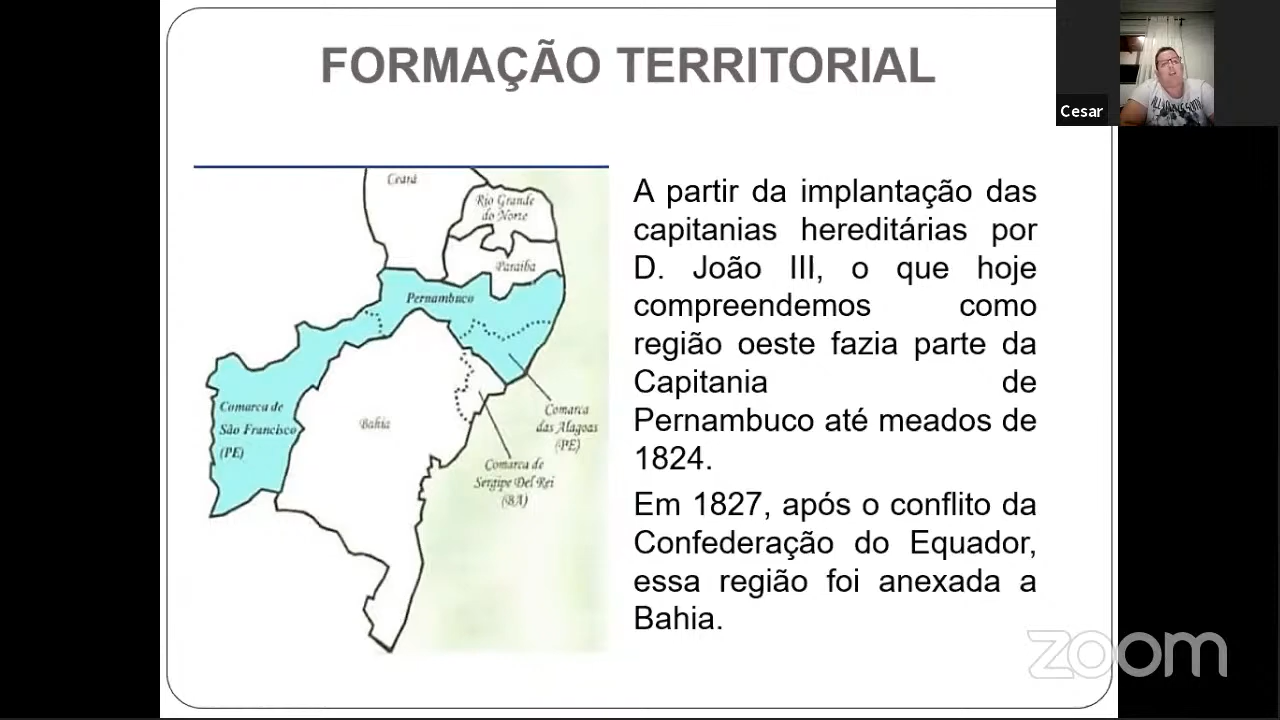 FORMAÇÃO TERRITORIAL
Cesar
Ceará
Rio Grande
do Norte
Paraíba
Pernambuco
Comarca de
São Francisco
(PE)
Bahia
Comarca
das Alagoas
(PE)
Comarca de
Sergipe Del Rei
(BA)
A partir da implantação das
capitanias hereditárias por
D. João III, o que hoje
compreendemos como
região oeste fazia parte da
Capitania de
Pernambuco até meados de
1824.
Em 1827, após o conflito da
Confederação do Equador,
essa região foi anexada a
Bahia.
zoom